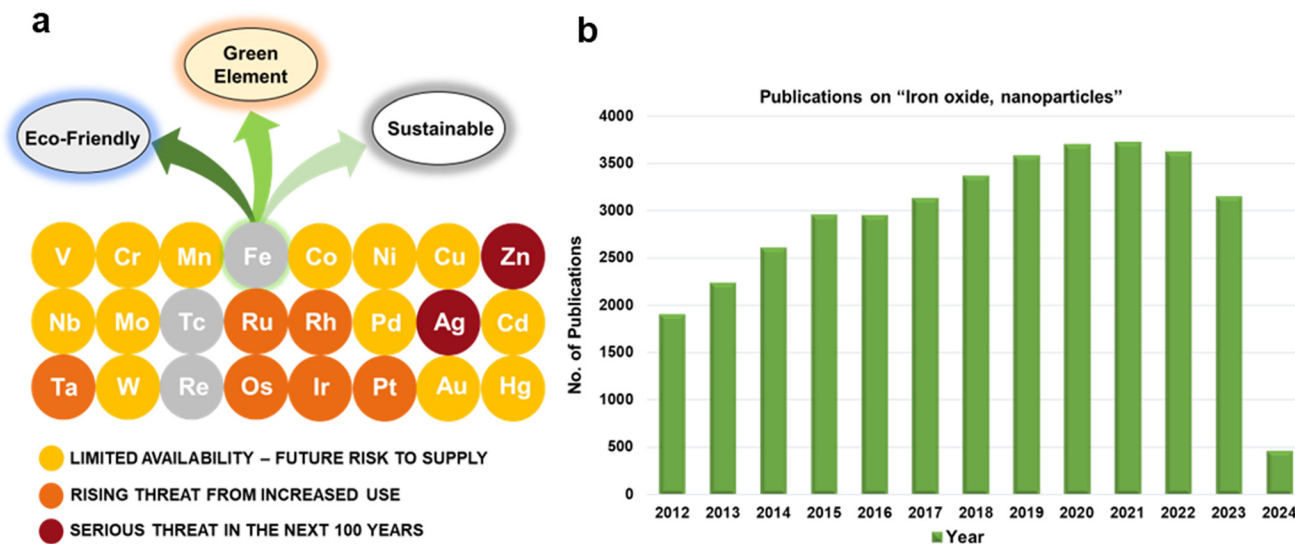 a
Green
Element
Eco-Friendly
Sustainable
V Cr Mn Fe Co Ni Cu Zn
Nb Mo Tc Ru Rh Pd Ag Cd
Ta W Re Os Ir Pt Au Hg
LIMITED AVAILABILITY – FUTURE RISK TO SUPPLY
RISING THREAT FROM INCREASED USE
SERIOUS THREAT IN THE NEXT 100 YEARS
b
Publications on “Iron oxide, nanoparticles”
No. of Publications
4000
3500
3000
2500
2000
1500
1000
500
0
2012 2013 2014 2015 2016 2017 2018 2019 2020 2021 2022 2023 2024
Year